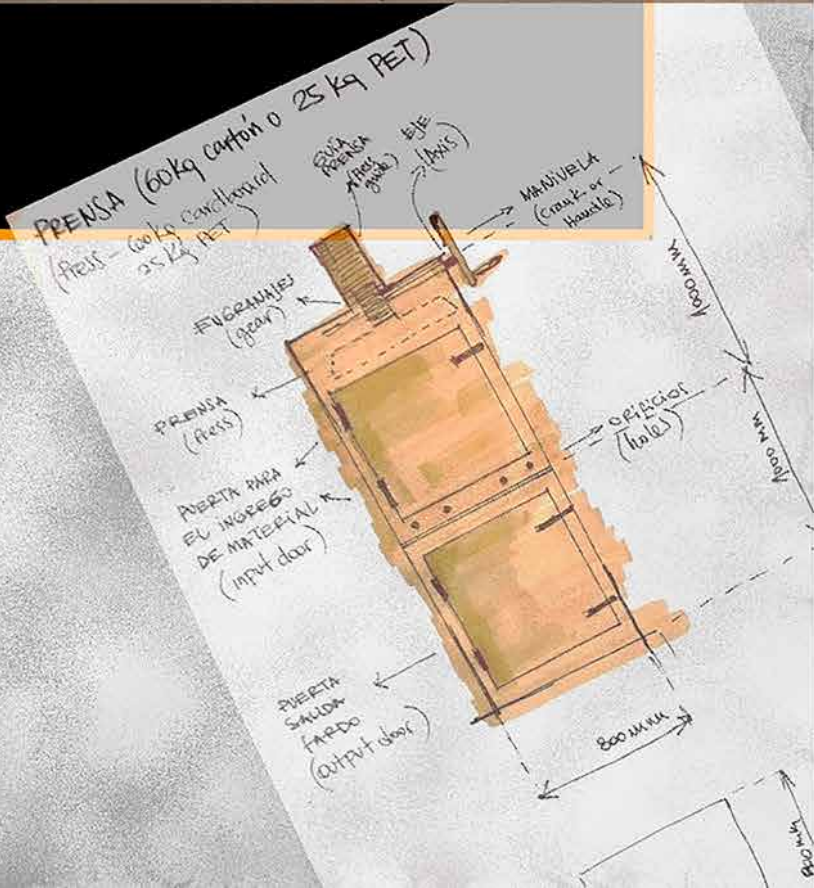 PRENSA (60kg cartón o 25 kg PET)
(Press - 60kg Cardboard
25 kg PET)
GUIA
PRENSA
(Press
guide)
EJE
(AXIS)
MANIVELA
(crank or
Handle)
ENGRANAJES
(gear)
PRENSA
(Press)
PUERTA PARA
EL INGRESO
DE MATERIAL
(input door)
ORIFICIOS
(holes)
PUERTA
SALIDA
FARDO
(output door)
1000 mm
1000 mm
800 mm
800 mm